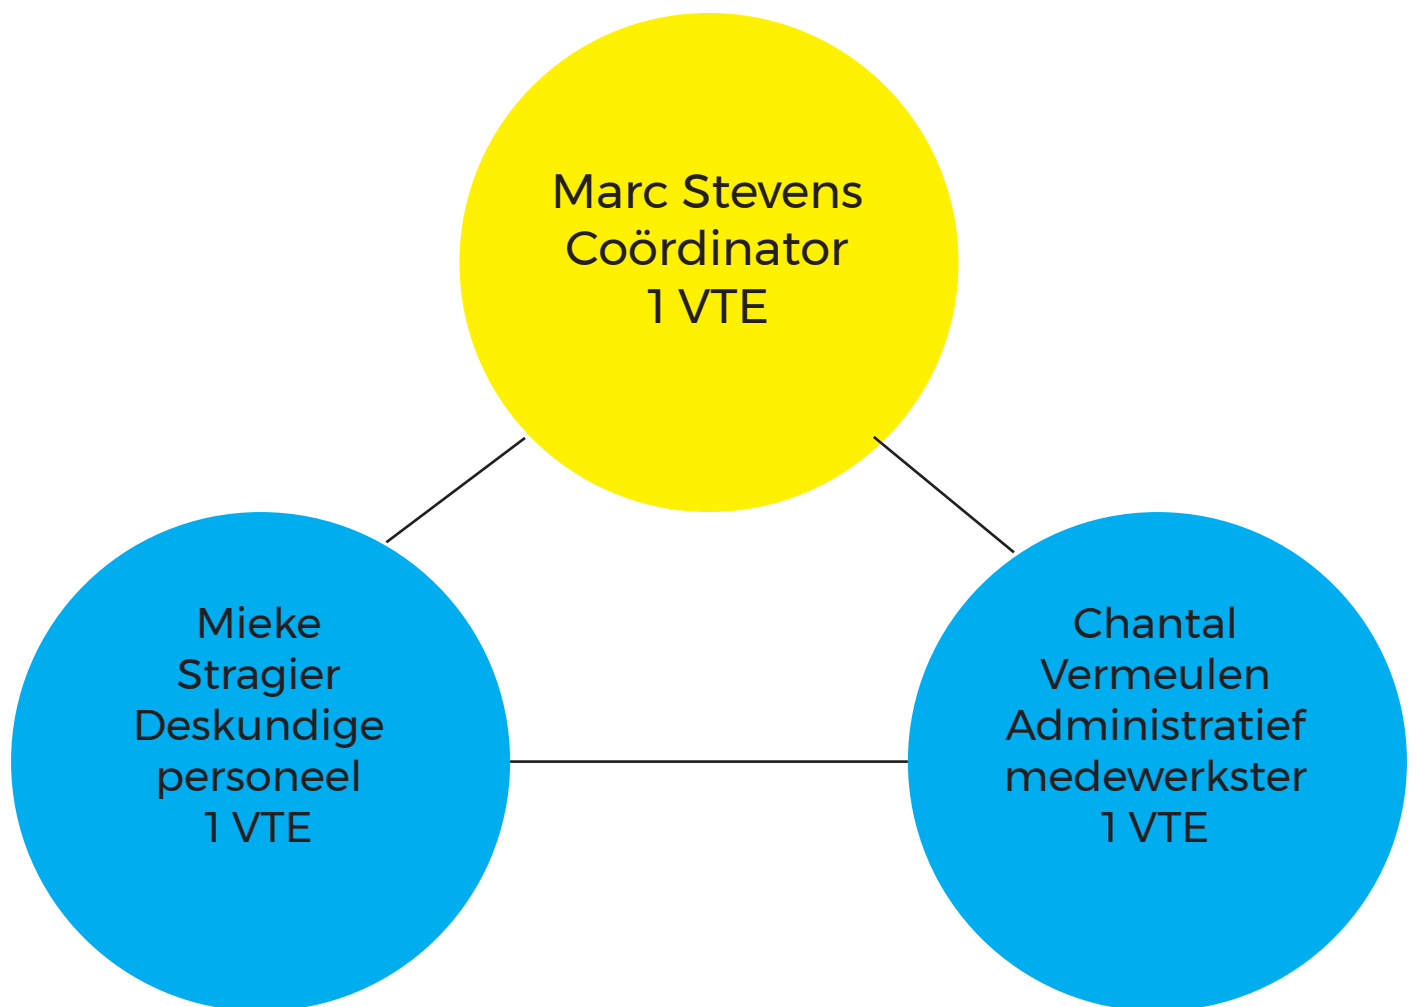 Marc Stevens
Coördinator
1 VTE
Mieke
Stragier
Deskundige
personeel
1 VTE
Chantal
Vermeulen
Administratief
medewerkster
1 VTE